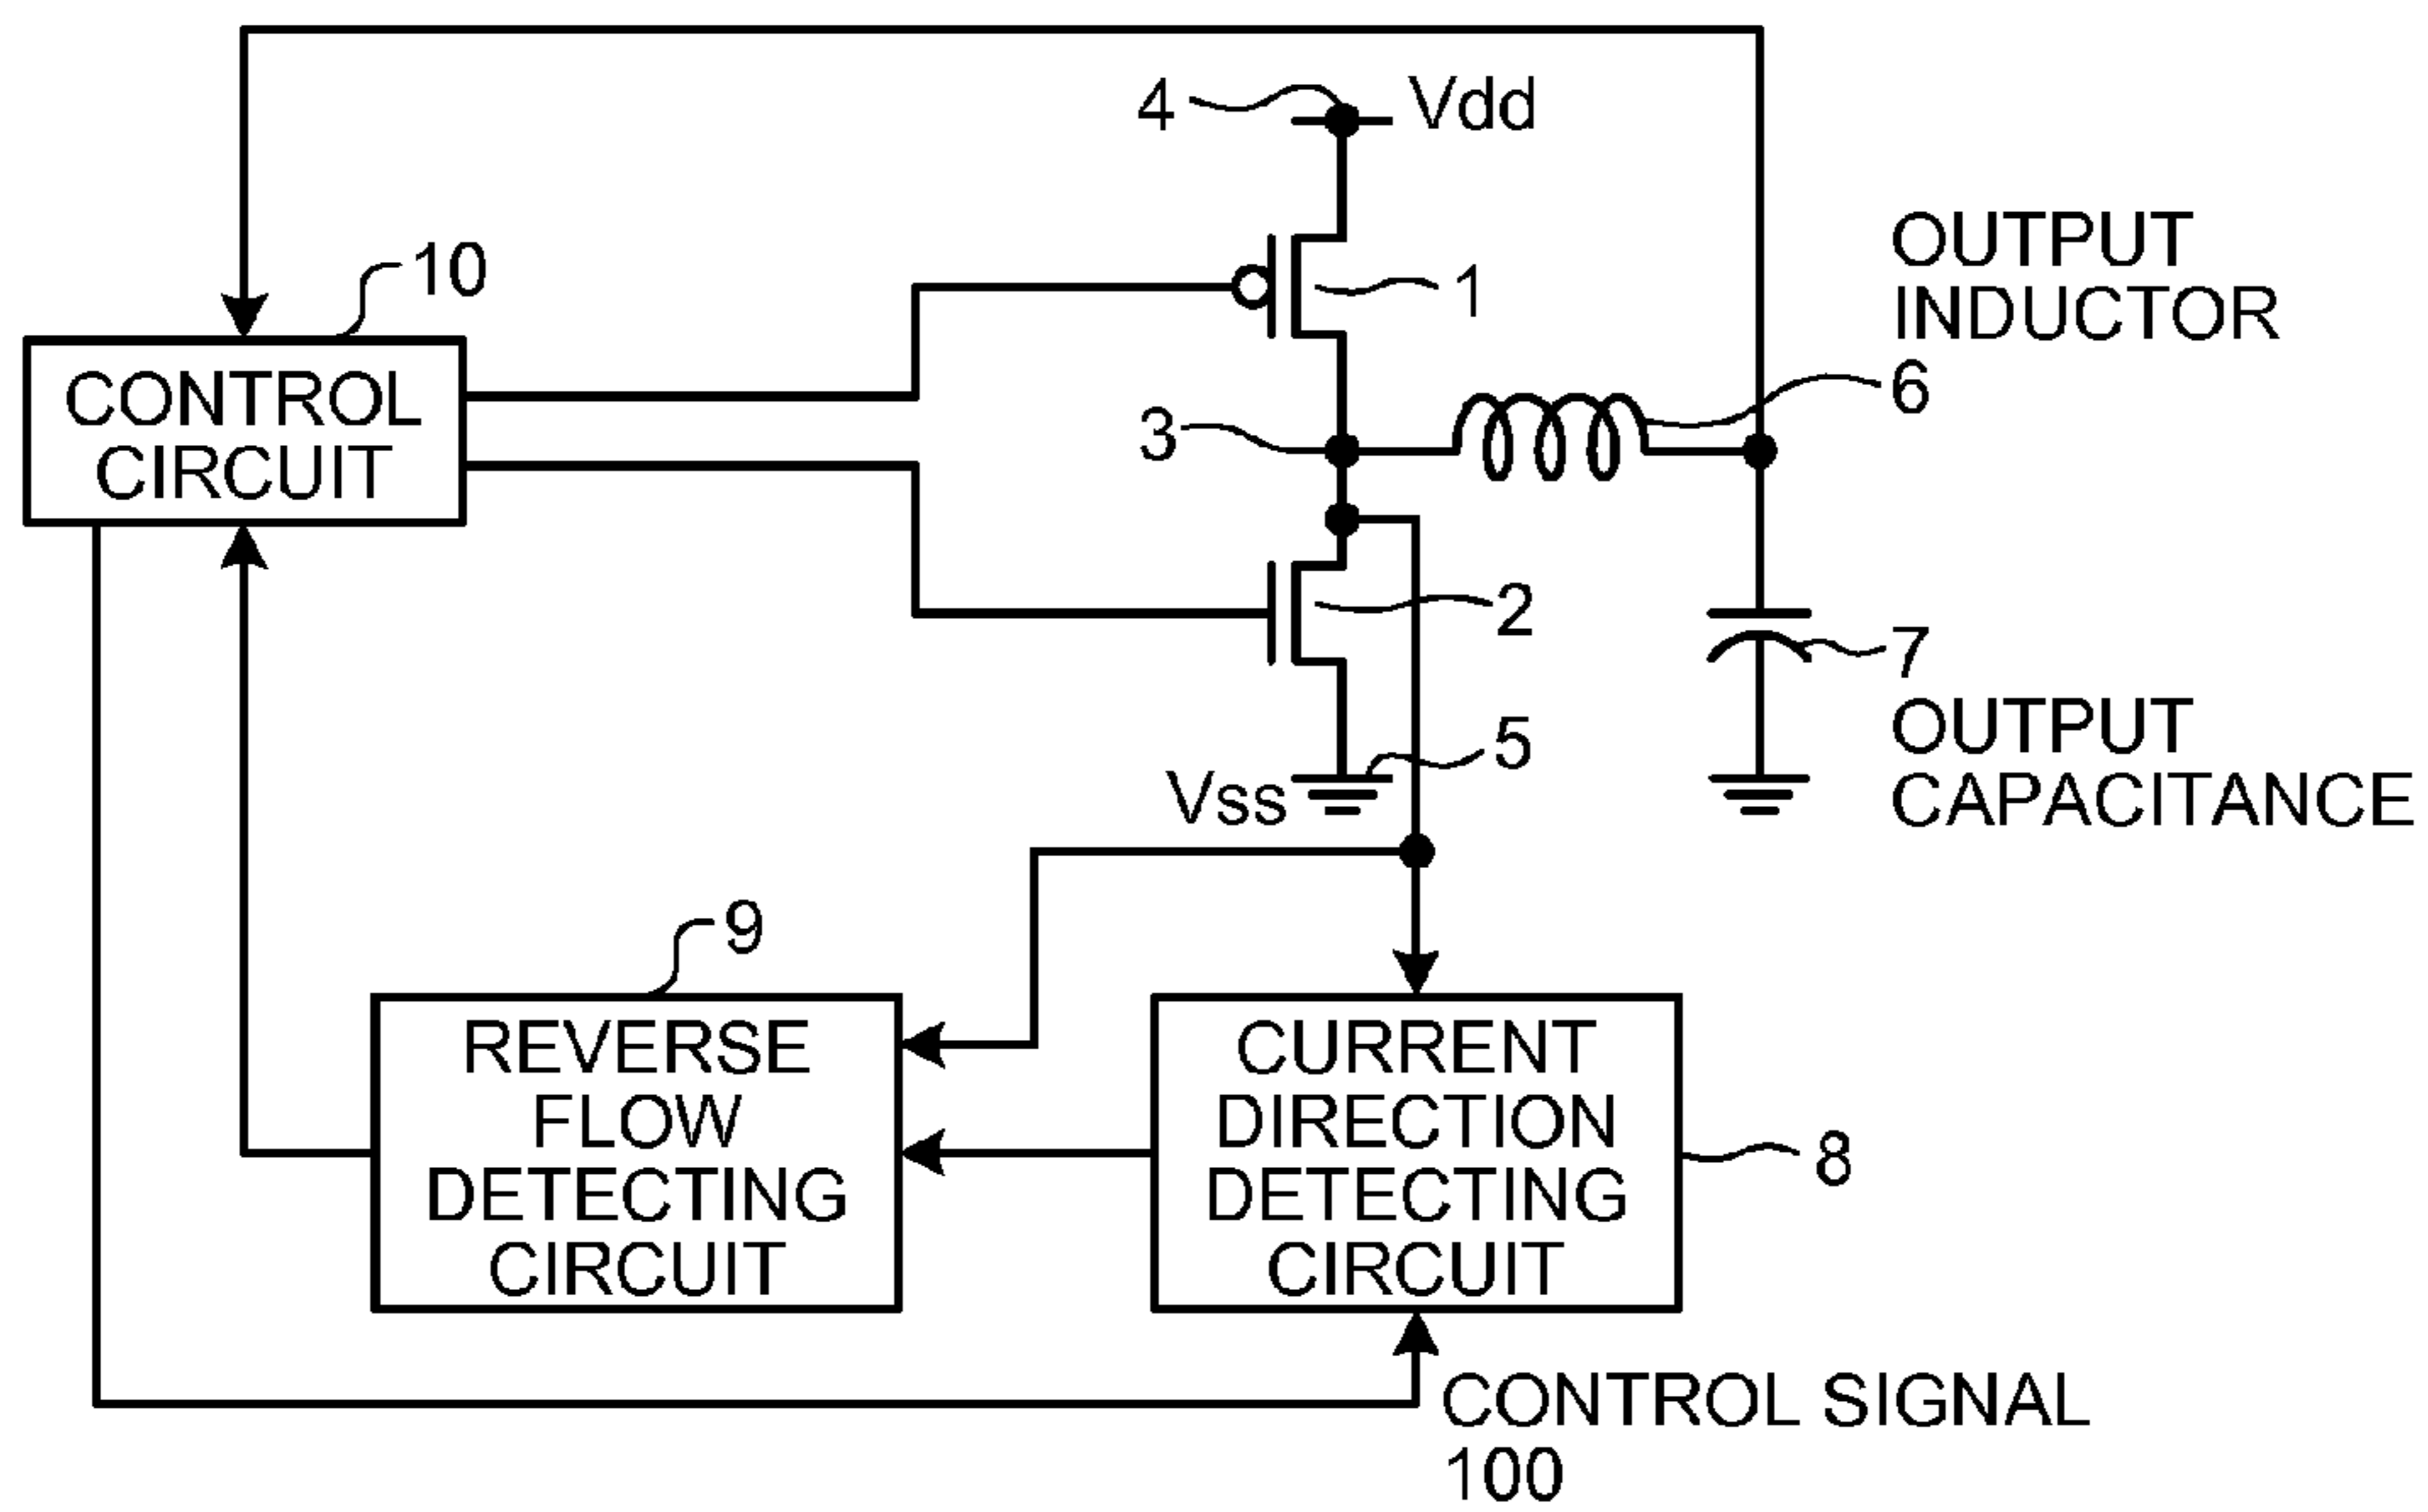 4
Vdd
10
1
OUTPUT
INDUCTOR
6
CONTROL
CIRCUIT
3
2
7
OUTPUT
CAPACITANCE
5
Vss
9
REVERSE
FLOW
DETECTING
CIRCUIT
CURRENT
DIRECTION
DETECTING
CIRCUIT
8
CONTROL SIGNAL
100